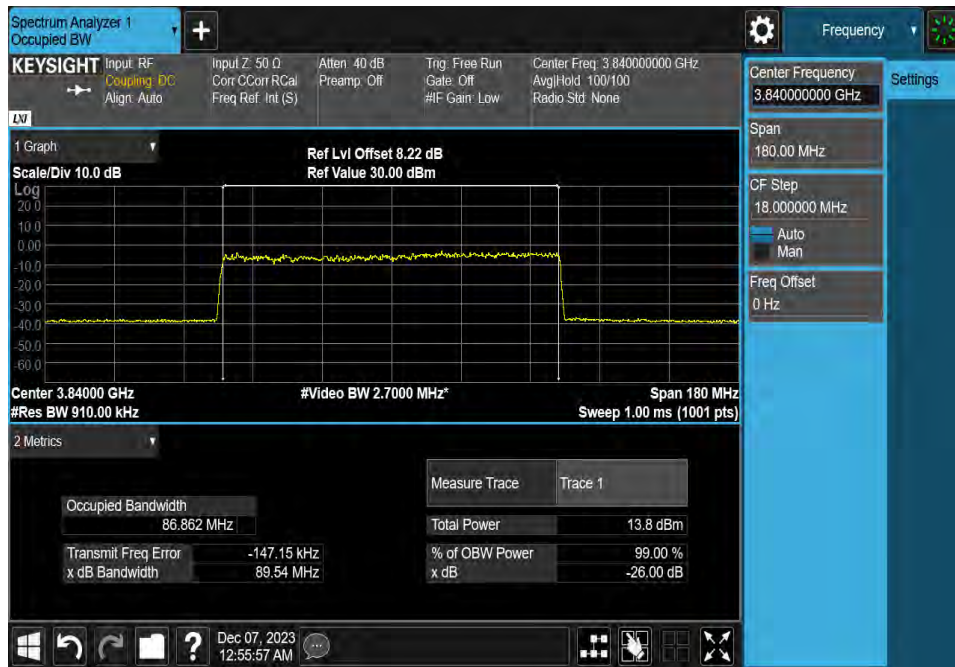 Spectrum Analyzer 1
Occupied BW
+
Frequency
KEYSIGHT
Input: RF
Coupling: DC
Align: Auto
Input Z: 50 Ω
Corr CCorr RCal
Freq Ref: Int (S)
Atten: 40 dB
Preamp: Off
Trig: Free Run
Gate: Off
#IF Gain: Low
Center Freq: 3.840000000 GHz
Avg|Hold: 100/100
Radio Std: None
LXI
Center Frequency
3.840000000 GHz
Settings
Span
180.00 MHz
CF Step
18.000000 MHz
Auto
Man
Freq Offset
0 Hz
1 Graph
Scale/Div 10.0 dB
Ref Lvl Offset 8.22 dB
Ref Value 30.00 dBm
Log
20.0
10.0
0.00
-10.0
-20.0
-30.0
-40.0
-50.0
-60.0
Center 3.84000 GHz
#Video BW 2.7000 MHz*
Span 180 MHz
#Res BW 910.00 kHz
Sweep 1.00 ms (1001 pts)
2 Metrics
Measure Trace
Trace 1
Occupied Bandwidth
86.862 MHz
Total Power
13.8 dBm
Transmit Freq Error
-147.15 kHz
% of OBW Power
99.00 %
x dB Bandwidth
89.54 MHz
x dB
-26.00 dB
?
Dec 07, 2023
12:55:57 AM